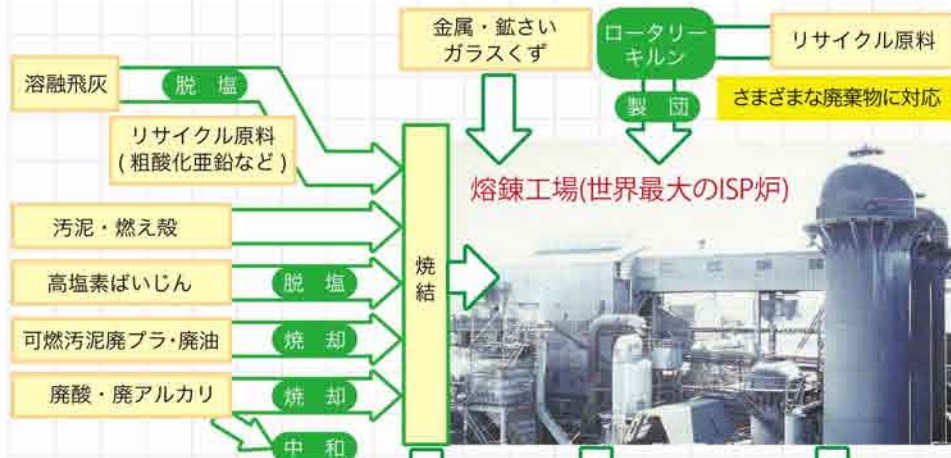 金属・鉱さい
ガラスくず
ロータリー
キルン
リサイクル原料
製団
さまざまな廃棄物に対応
溶融飛灰
脱塩
リサイクル原料
(粗酸化亜鉛など)
汚泥・燃え殻
高塩素ばいじん
脱塩
可燃汚泥廃プラ・廃油
焼却
廃酸・廃アルカリ
焼却
中和
焼結
熔錬工場(世界最大のISP炉)